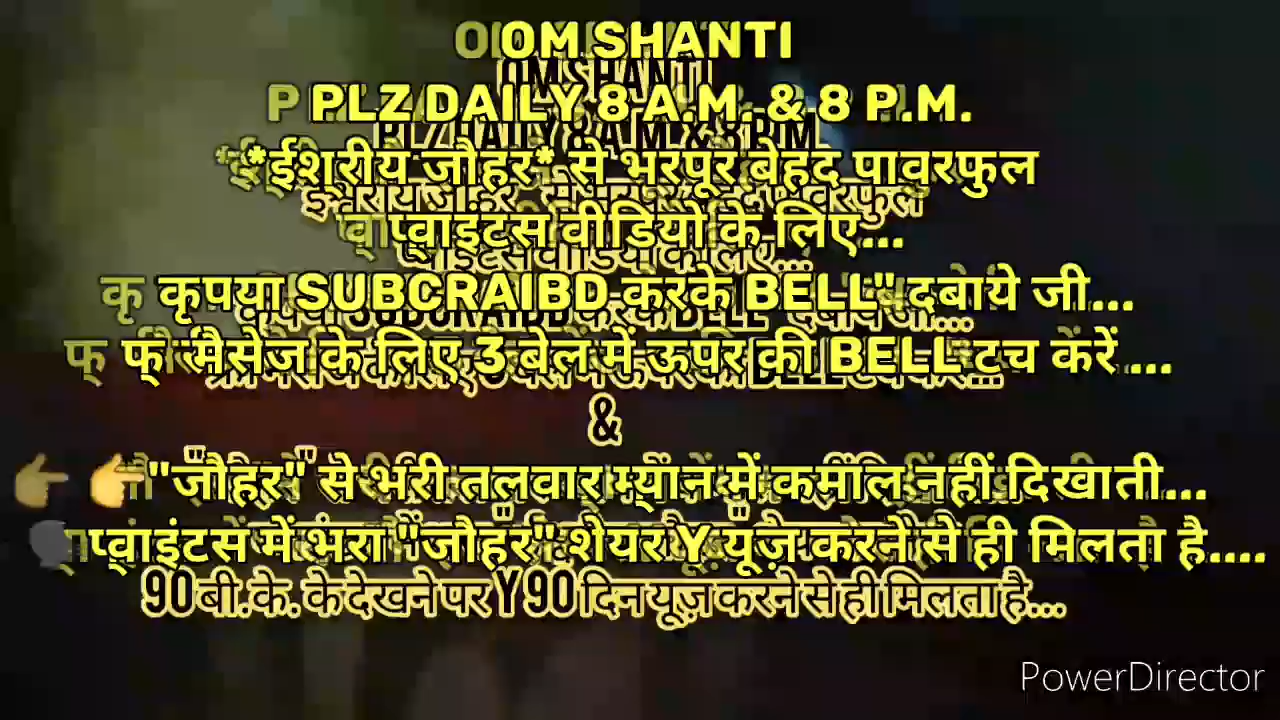 OM SHANTI
PLZ DAILY 8 A.M. & 8 P.M.
*ईश्रीय जौहर* से भरपूर बेहद पावरफुल
प्वाइंटस वीडियो के लिए...
कृपया SUBCRAIBD करके BELL" दबाये जी...
मैसेज के लिए 3 बेल में ऊपर की BELL टच करें....
&
👉 "जौहर" से भरी तलवार म्यान में कमाल नहीं दिखाती...
प्वाइंटस में भरा "जौहर" शेयर Y यूज़ करने से ही मिलता है....
90 बी.के. के देखने पर Y 90 दिन यूज़ करने से ही मिलता है...
PowerDirector